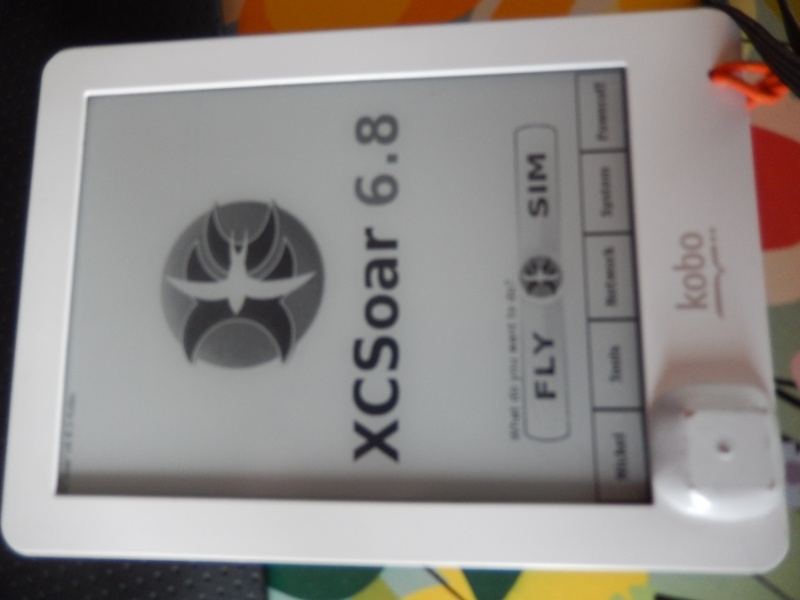 XCSoar 6.8
What do you want to do?
FLY SIM
Nickel Tools Network System Poweroff
kobo